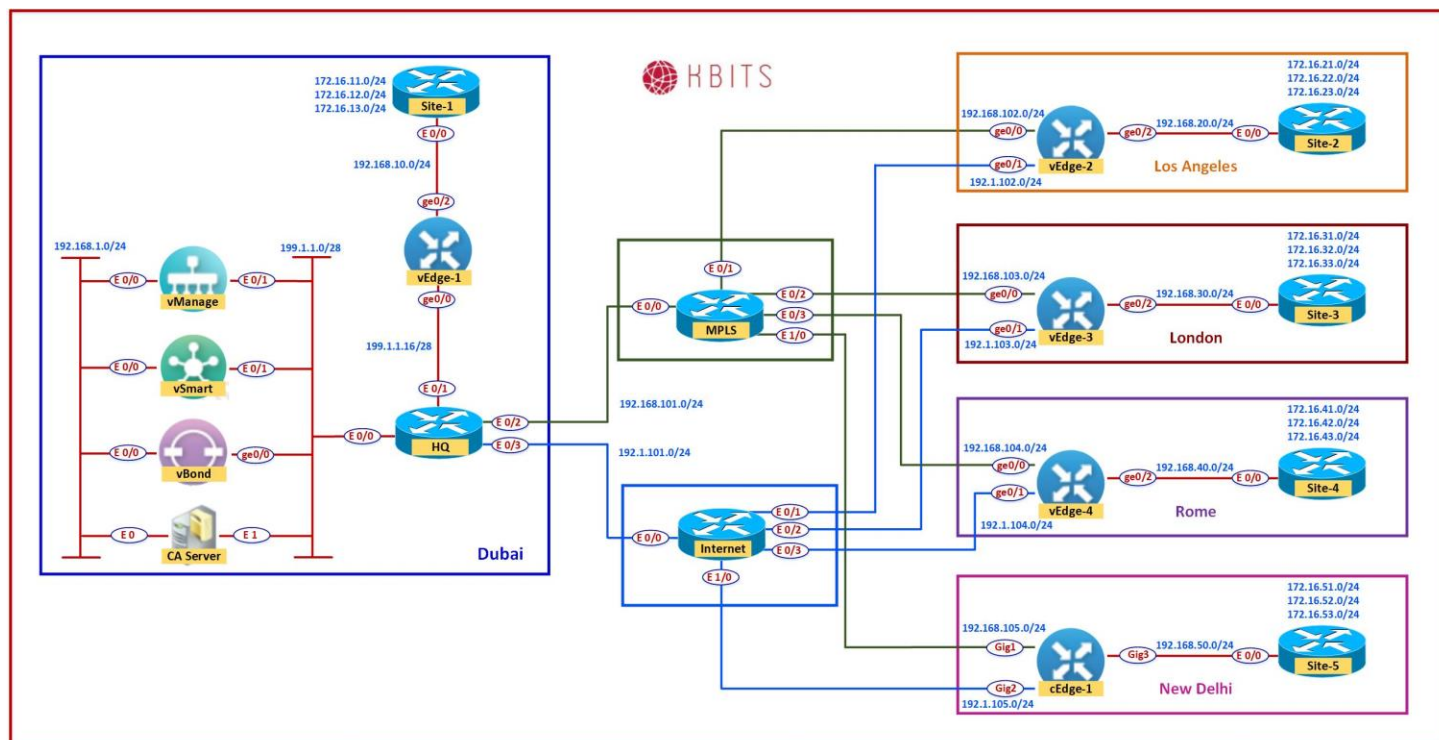 KBITS
172.16.11.0/24
172.16.12.0/24
172.16.13.0/24
Site-1
E 0/0
192.168.10.0/24
ge0/2
vEdge-1
ge0/0
199.1.1.16/28
E 0/1
HQ
E 0/0
E 0/2
E 0/3
192.168.1.0/24
199.1.1.0/28
E 0/0
vManage
E 0/1
E 0/0
vSmart
E 0/1
E 0/0
vBond
ge0/0
E 0
CA Server
E 1
Dubai
192.168.101.0/24
192.1.101.0/24
E 0/1
E 0/0
MPLS
E 0/2
E 0/3
E 1/0
E 0/0
Internet
E 0/1
E 0/2
E 0/3
E 1/0
172.16.21.0/24
172.16.22.0/24
172.16.23.0/24
192.168.102.0/24
ge0/0
ge0/1
192.1.102.0/24
vEdge-2
ge0/2
192.168.20.0/24
E 0/0
Site-2
Los Angeles
172.16.31.0/24
172.16.32.0/24
172.16.33.0/24
192.168.103.0/24
ge0/0
ge0/1
192.1.103.0/24
vEdge-3
ge0/2
192.168.30.0/24
E 0/0
Site-3
London
172.16.41.0/24
172.16.42.0/24
172.16.43.0/24
192.168.104.0/24
ge0/0
ge0/1
192.1.104.0/24
vEdge-4
ge0/2
192.168.40.0/24
E 0/0
Site-4
Rome
172.16.51.0/24
172.16.52.0/24
172.16.53.0/24
192.168.105.0/24
Gig1
Gig2
192.1.105.0/24
cEdge-1
Gig3
192.168.50.0/24
E 0/0
Site-5
New Delhi